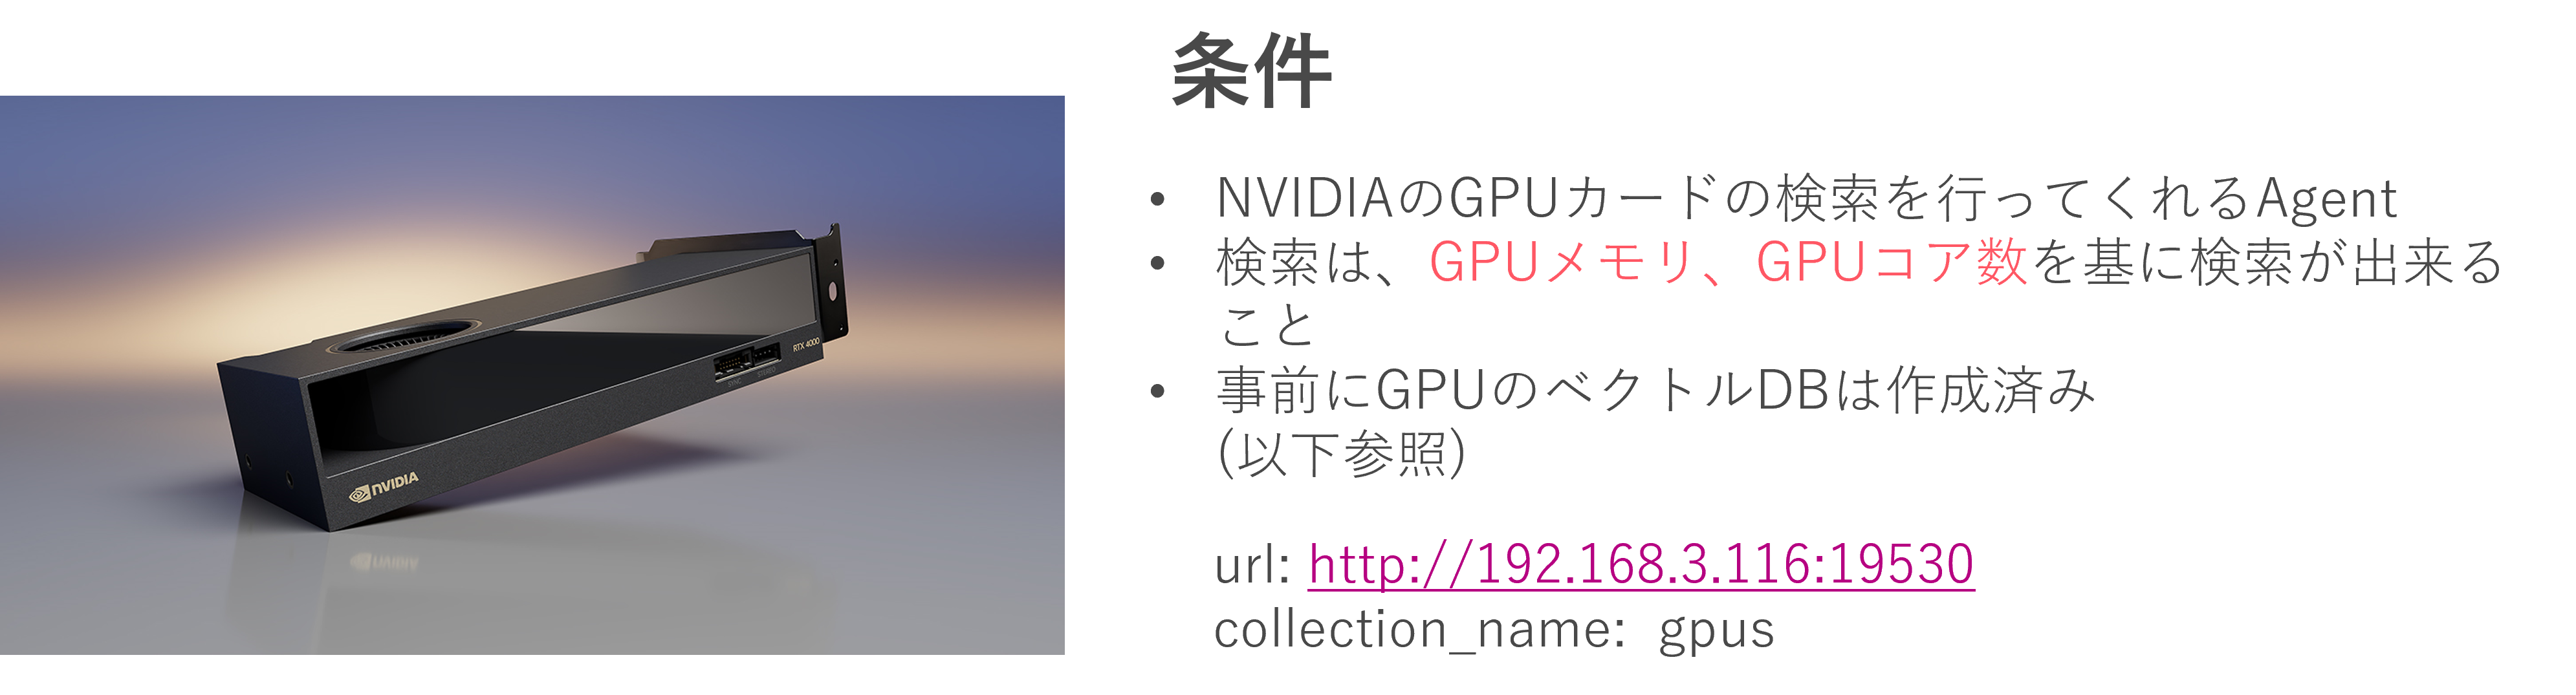 条件
• NVIDIAのGPUカードの検索を行ってくれるAgent
• 検索は、GPUメモリ、GPUコア数を基に検索が出来る
こと
• 事前にGPUのベクトルDBは作成済み
(以下参照)
url: http://192.168.3.116:19530
collection_name: gpus
RTX 4000
SYNC
STEREO
NVIDIA